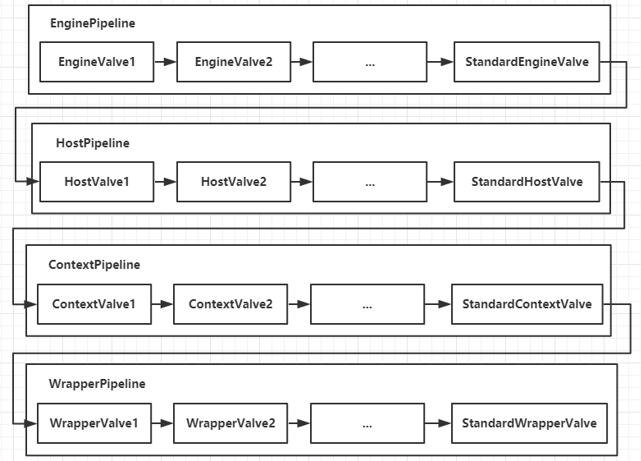 EnginePipeline
EngineValve1 EngineValve2 ... StandardEngineValve
HostPipeline
HostValve1 HostValve2 ... StandardHostValve
ContextPipeline
ContextValve1 ContextValve2 ... StandardContextValve
WrapperPipeline
WrapperValve1 WrapperValve2 ... StandardWrapperValve